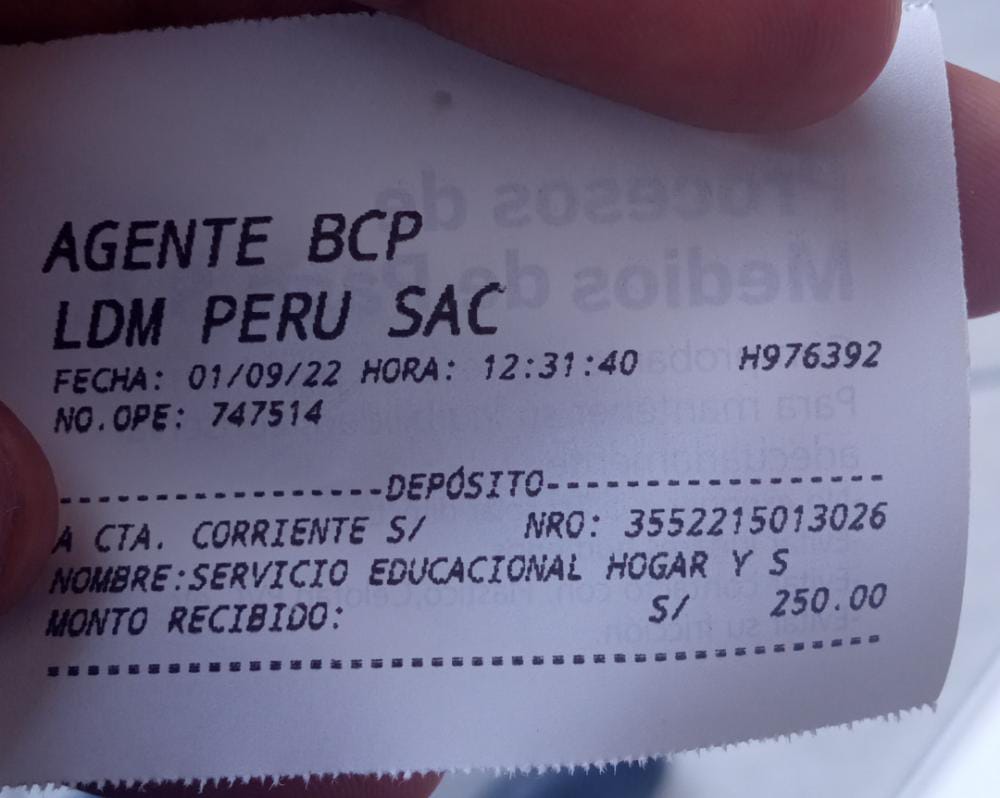 AGENTE BCP
LDM PERU SAC
FECHA: 01/09/22 HORA: 12:31:40 H976392
NO.OPE: 747514
------------------DEPÓSITO------------------
A CTA. CORRIENTE S/ NRO: 3552215013026
NOMBRE:SERVICIO EDUCACIONAL HOGAR Y S
MONTO RECIBIDO: S/ 250.00